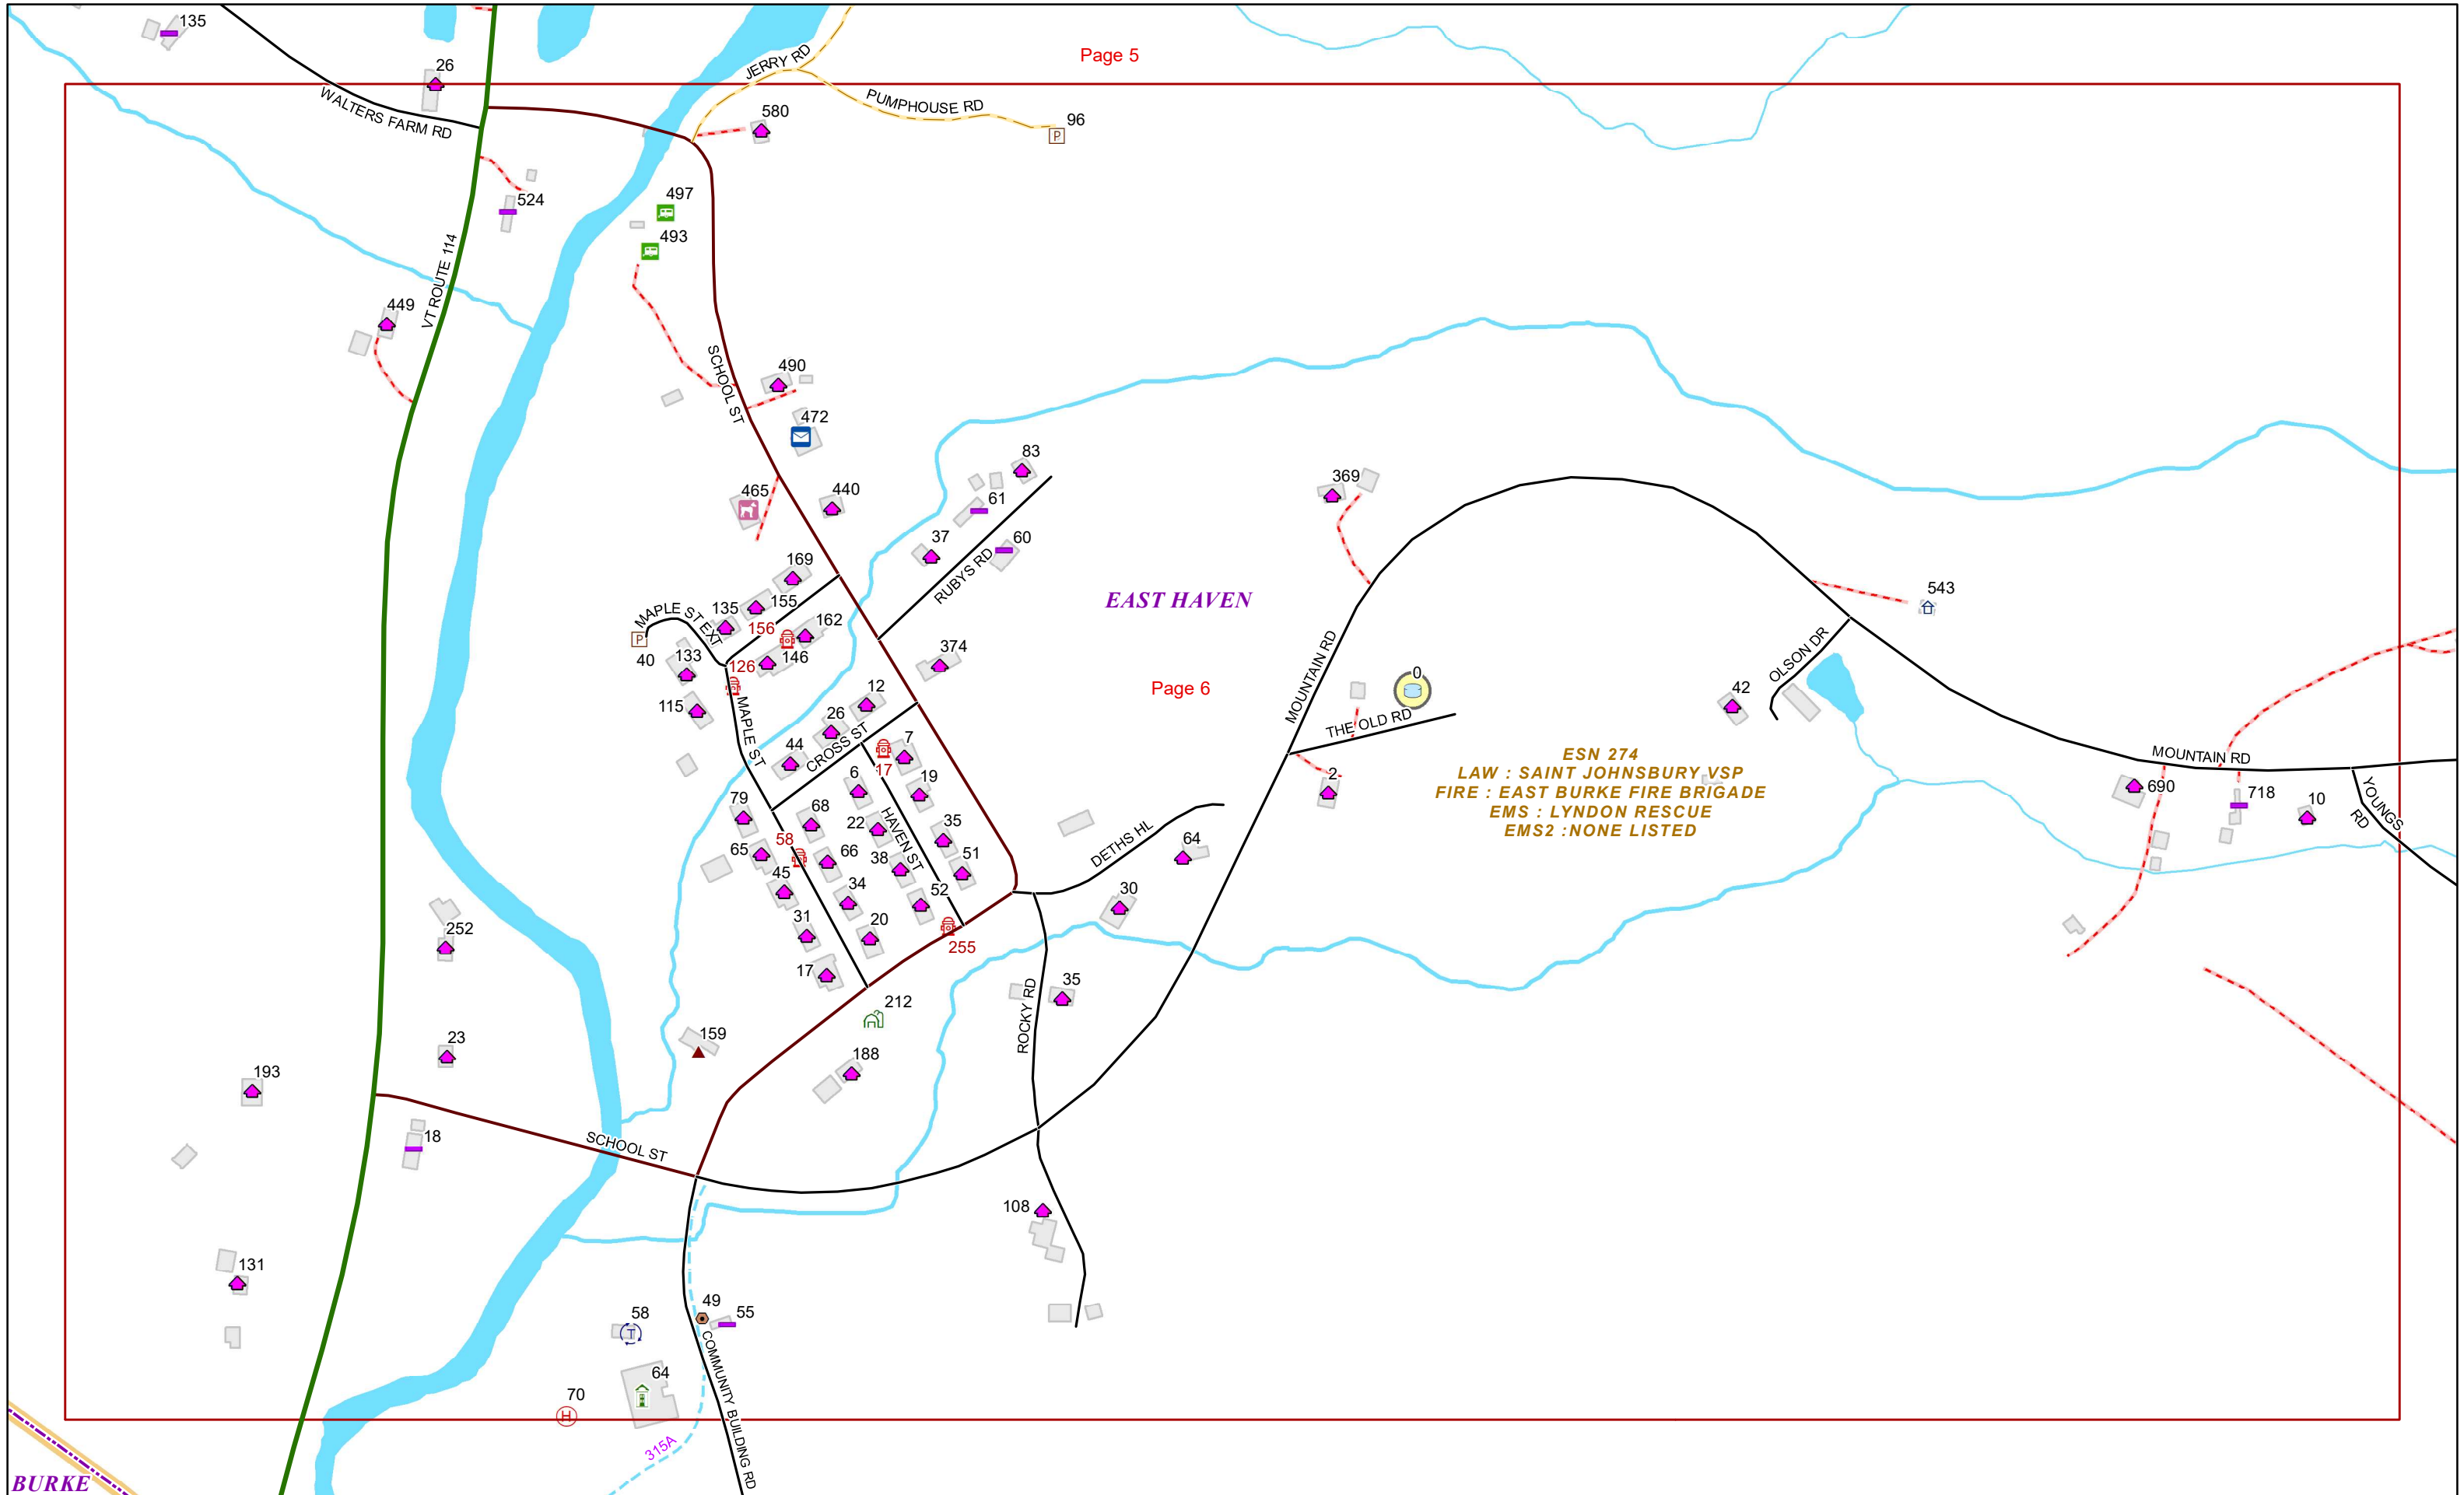 135
26
Page 5
JERRY RD
PUMPHOUSE RD
WALTERS FARM RD
580
96
P
524
497
493
VT ROUTE 114
449
SCHOOL ST
490
472
83
465
440
61
369
37
60
RUBYS RD
169
EAST HAVEN
543
MAPLE ST EXT
135
155
156
162
P
40
133
126
146
374
OLSON DR
MOUNTAIN RD
0
Page 6
115
12
42
MAPLE ST
26
THE OLD RD
44
CROSS ST
7
17
6
19
2
ESN 274
LAW : SAINT JOHNSBURY VSP
FIRE : EAST BURKE FIRE BRIGADE
EMS : LYNDON RESCUE
EMS2 :NONE LISTED
MOUNTAIN RD
690
718
10
YOUNGS RD
79
68
22
HAVEN ST
35
DETHS HL
64
58
65
66
38
51
45
34
52
30
31
20
255
252
17
35
ROCKY RD
212
159
23
188
193
18
SCHOOL ST
108
131
49
58
55
T
COMMUNITY BUILDING RD
64
70
H
315A
BURKE